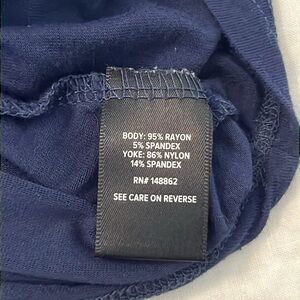 BODY: 95% RAYON
5% SPANDEX
YOKE: 86% NYLON
14% SPANDEX
RN# 148862
SEE CARE ON REVERSE